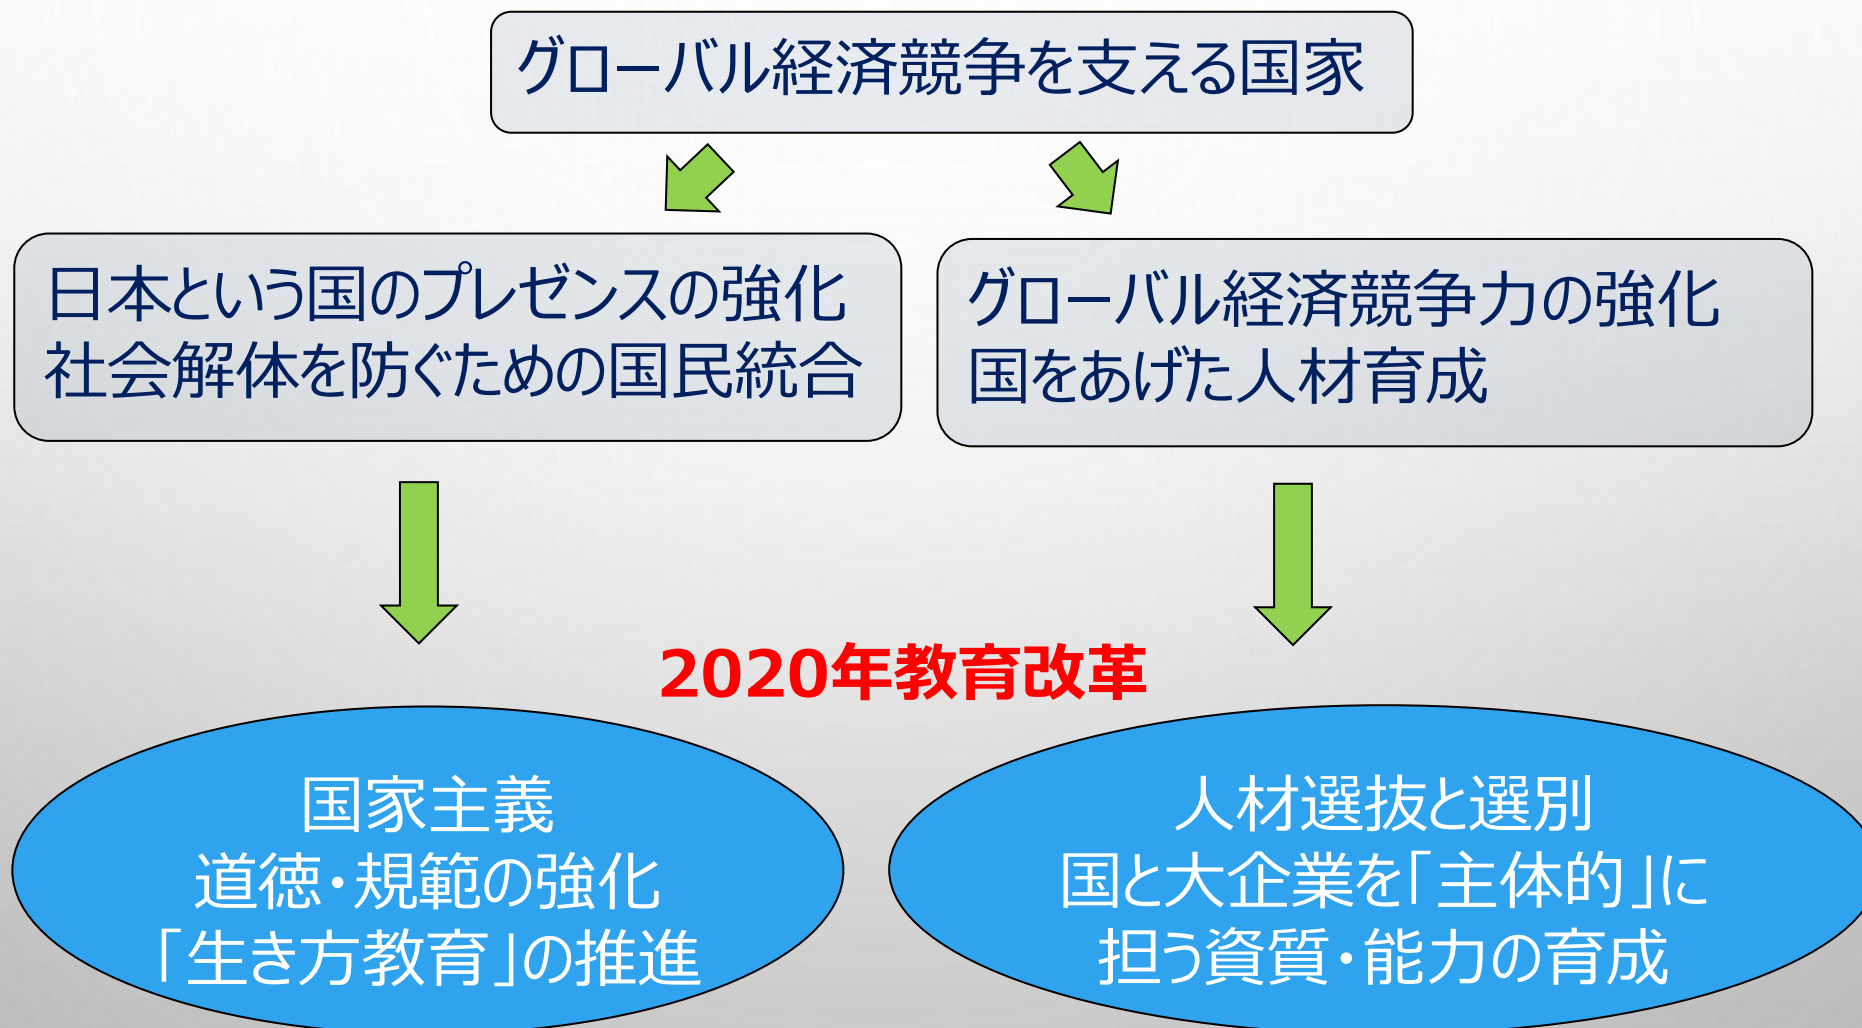 グローバル経済競争を支える国家
日本という国のプレゼンスの強化
社会解体を防ぐための国民統合
グローバル経済競争力の強化
国をあげた人材育成
2020年教育改革
国家主義
道徳・規範の強化
「生き方教育」の推進
人材選抜と選別
国と大企業を「主体的」に
担う資質・能力の育成